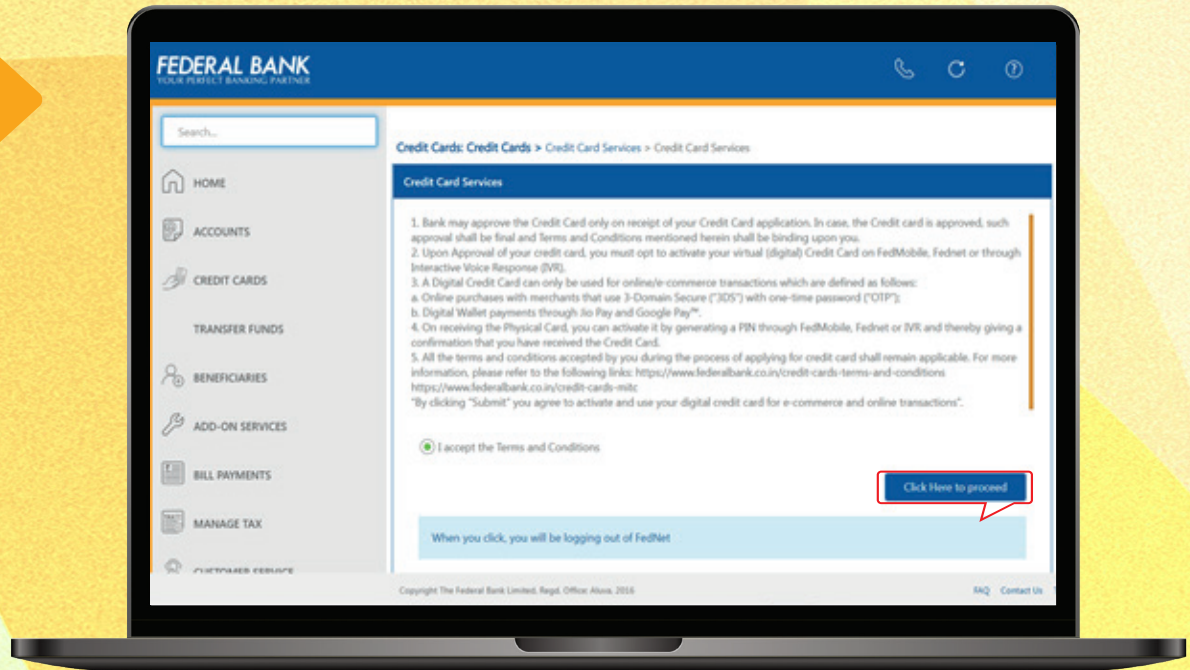 FEDERAL BANK
YOUR PERFECT BANKING PARTNER
Search...
HOME
ACCOUNTS
CREDIT CARDS
TRANSFER FUNDS
BENEFICIARIES
ADD-ON SERVICES
BILL PAYMENTS
MANAGE TAX
CUSTOMER SERVICE
Credit Cards: Credit Cards > Credit Card Services > Credit Card Services
Credit Card Services
1. Bank may approve the Credit Card only on receipt of your Credit Card application. In case, the Credit card is approved, such
approval shall be final and Terms and Conditions mentioned herein shall be binding upon you.
2. Upon Approval of your credit card, you must opt to activate your virtual (digital) Credit Card on FedMobile, Fednet or through
Interactive Voice Response (IVR).
3. A Digital Credit Card can only be used for online/e-commerce transactions which are defined as follows:
a. Online purchases with merchants that use 3-Domain Secure ("3DS") with one-time password ("OTP");
b. Digital Wallet payments through Jio Pay and Google Pay™.
4. On receiving the Physical Card, you can activate it by generating a PIN through FedMobile, Fednet or IVR and thereby giving a
confirmation that you have received the Credit Card.
5. All the terms and conditions accepted by you during the process of applying for credit card shall remain applicable. For more
information, please refer to the following links: https://www.federalbank.co.in/credit-cards-terms-and-conditions
https://www.federalbank.co.in/credit-cards-mitc
"By clicking "Submit" you agree to activate and use your digital credit card for e-commerce and online transactions".
I accept the Terms and Conditions
Click Here to proceed
When you click, you will be logging out of FedNet
Copyright The Federal Bank Limited. Regd. Office: Aluva, 2016
FAQ Contact Us